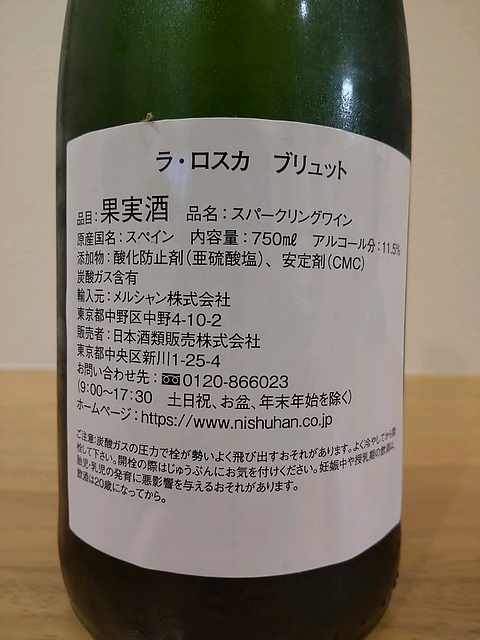 ラ・ロスカ ブリュット
品目：果実酒 品名：スパークリングワイン
原産国名：スペイン 内容量：750㎖ アルコール分：11.5%
添加物：酸化防止剤（亜硫酸塩）、安定剤（CMC）
炭酸ガス含有
輸入元：メルシャン株式会社
東京都中野区中野4-10-2
販売者：日本酒類販売株式会社
東京都中央区新川1-25-4
お問い合わせ先：0120-866023
（9:00～17:30 土日祝、お盆、年末年始を除く）
ホームページ：https://www.nishuhan.co.jp
ご注意：炭酸ガスの圧力で栓が勢いよく飛び出すおそれがあります。よく冷やしてから開
栓して下さい。開栓の際はじゅうぶんにお気を付けください。妊娠中や授乳期の飲酒は、
胎児・乳児の発育に悪影響を与えるおそれがあります。
飲酒は20歳になってから。